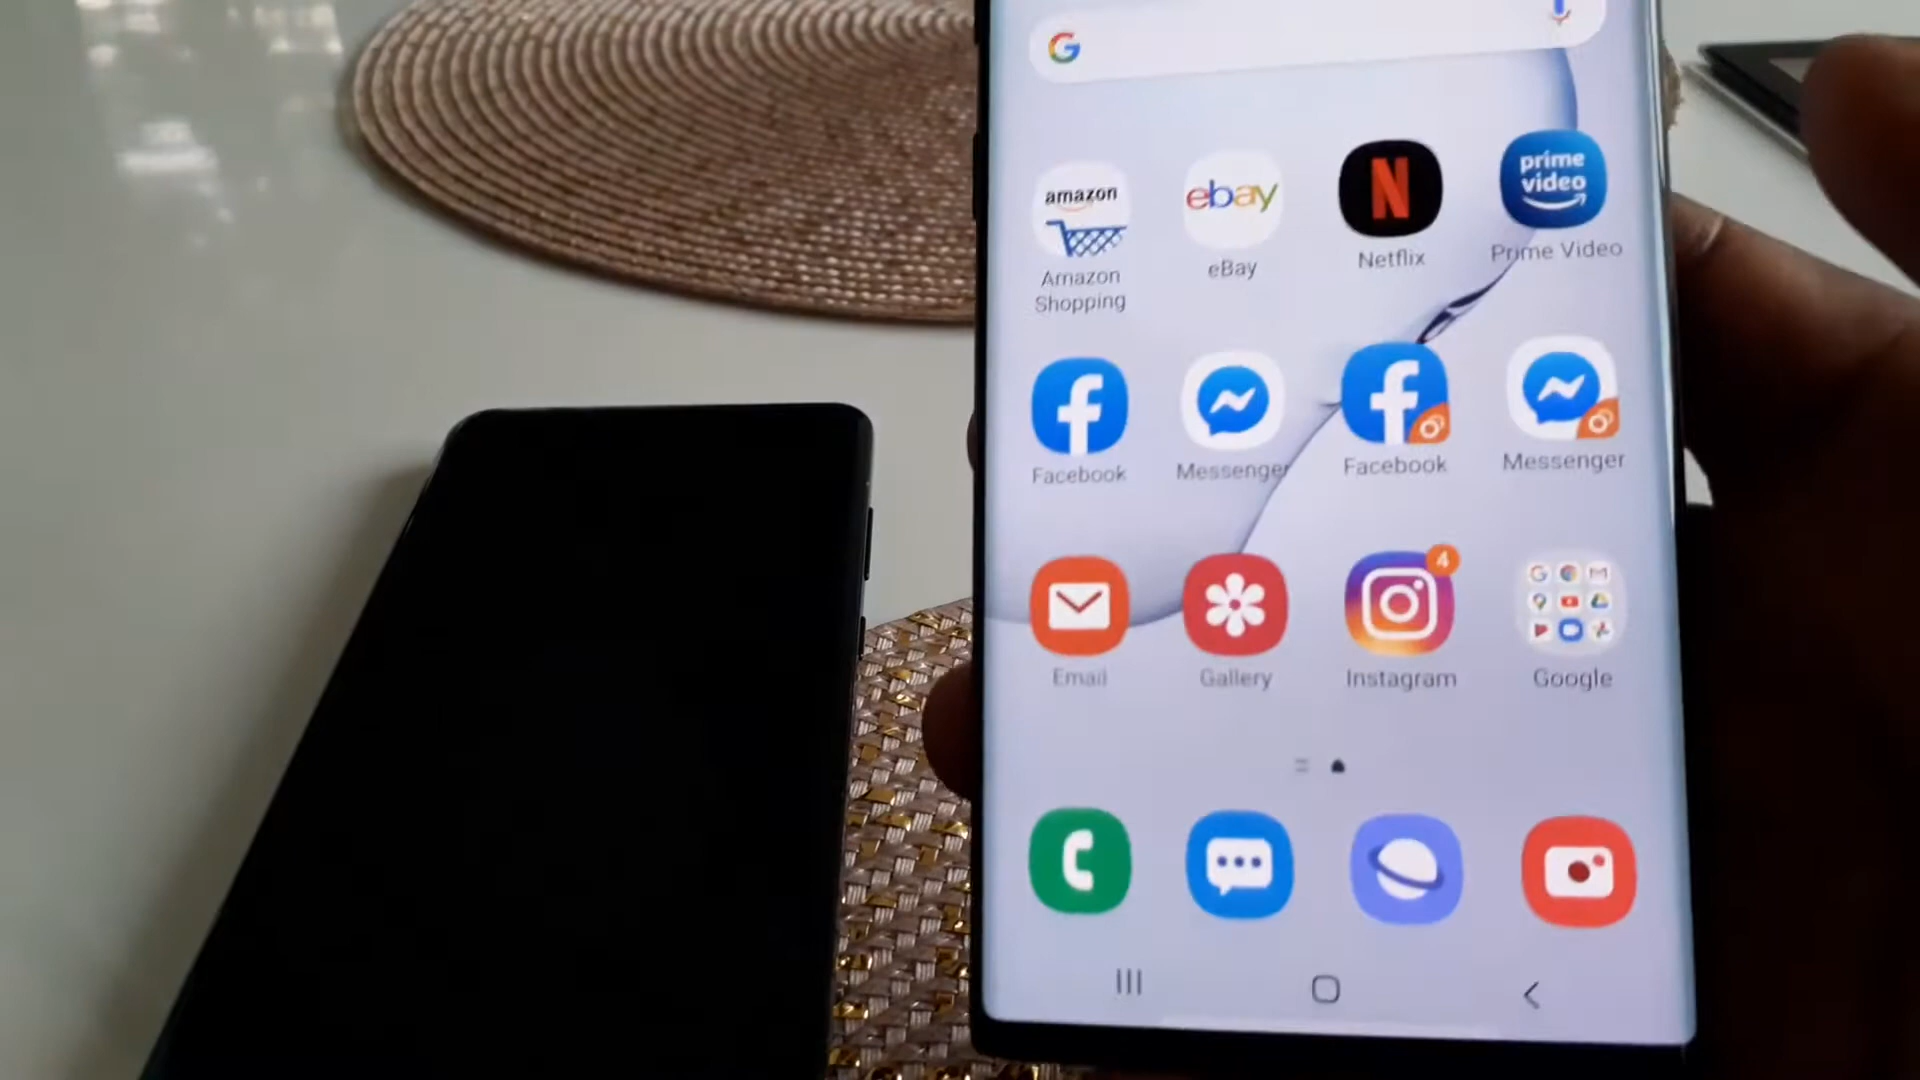 amazon
ebay
N
prime
video
Amazon
Shopping
eBay
Netflix
Prime Video
Facebook
Messenger
Facebook
Messenger
4
Email
Gallery
Instagram
Google